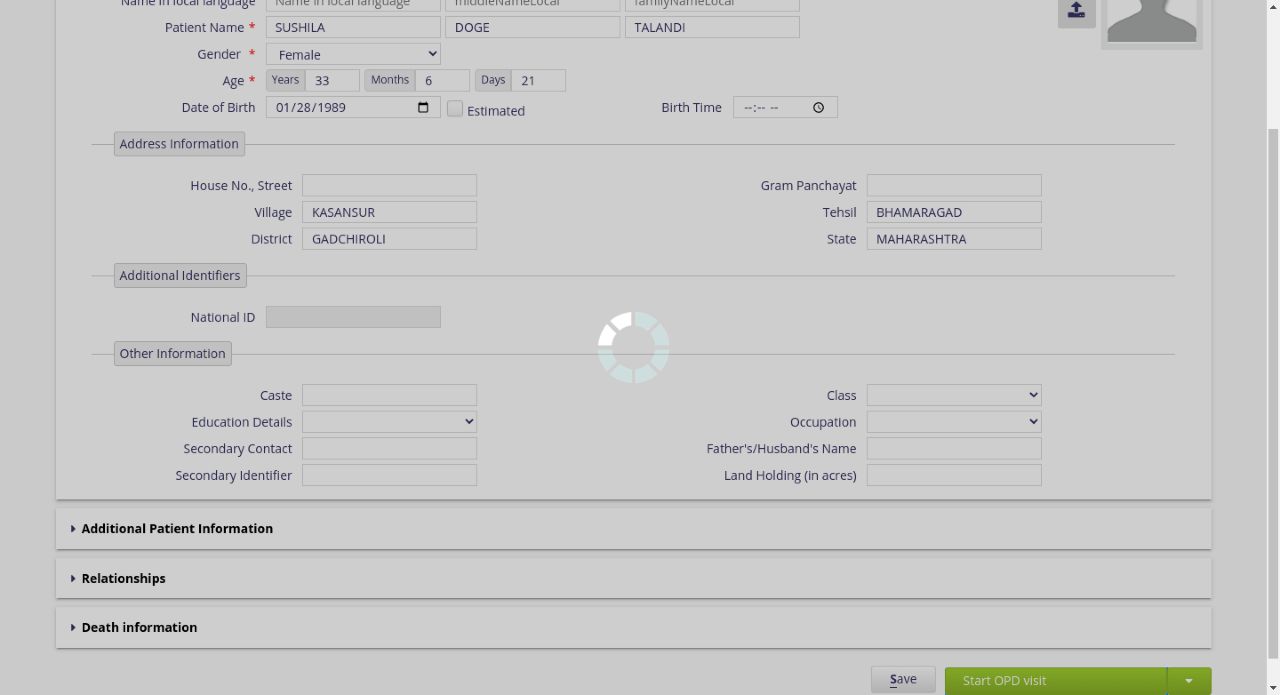 Name in local language Name in local language middleNameLocal familyNameLocal
Patient Name * SUSHILA DOGE TALANDI
Gender * Female
Age * Years 33 Months 6 Days 21
Date of Birth 01/28/1989 Estimated Birth Time --:-- --
Address Information
House No., Street Gram Panchayat
Village KASANSUR Tehsil BHAMARAGAD
District GADCHIROLI State MAHARASHTRA
Additional Identifiers
National ID
Other Information
Caste Class
Education Details Occupation
Secondary Contact Father's/Husband's Name
Secondary Identifier Land Holding (in acres)
Additional Patient Information
Relationships
Death information
Save Start OPD visit